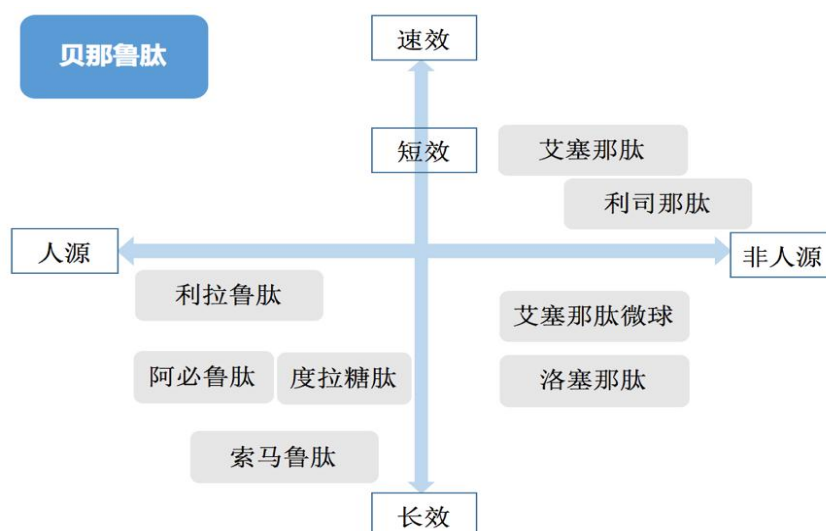 贝那鲁肽
速效
短效
艾塞那肽
利司那肽
人源
非人源
利拉鲁肽
艾塞那肽微球
阿必鲁肽
度拉糖肽
洛塞那肽
索马鲁肽
长效